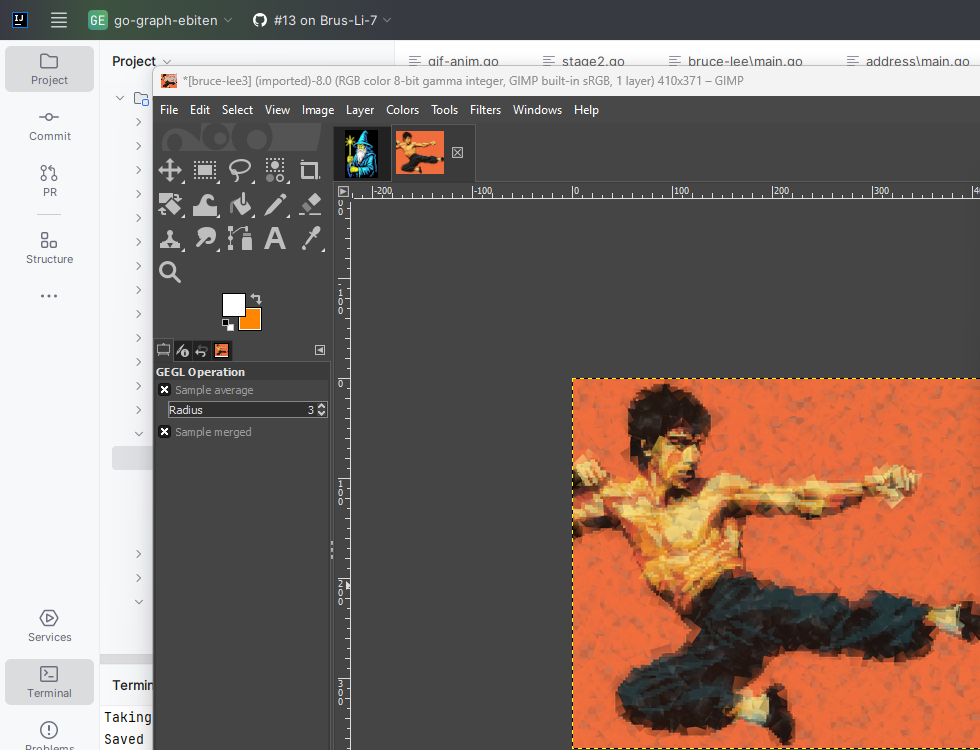 GE go-graph-ebiten #13 on Brus-Li-7
Project
gif-anim.go stage2.go bruce-lee\main.go address\main.go
Project
*[bruce-lee3] (imported)-8.0 (RGB color 8-bit gamma integer, GIMP built-in sRGB, 1 layer) 410x371 – GIMP
File Edit Select View Image Layer Colors Tools Filters Windows Help
Commit
PR
-200 -100 0 100 200 300
Structure
100
GEGL Operation
0
Sample average
Radius 3
Sample merged
100
200
Services
300
Terminal
Termin
Taking
Saved
Problems